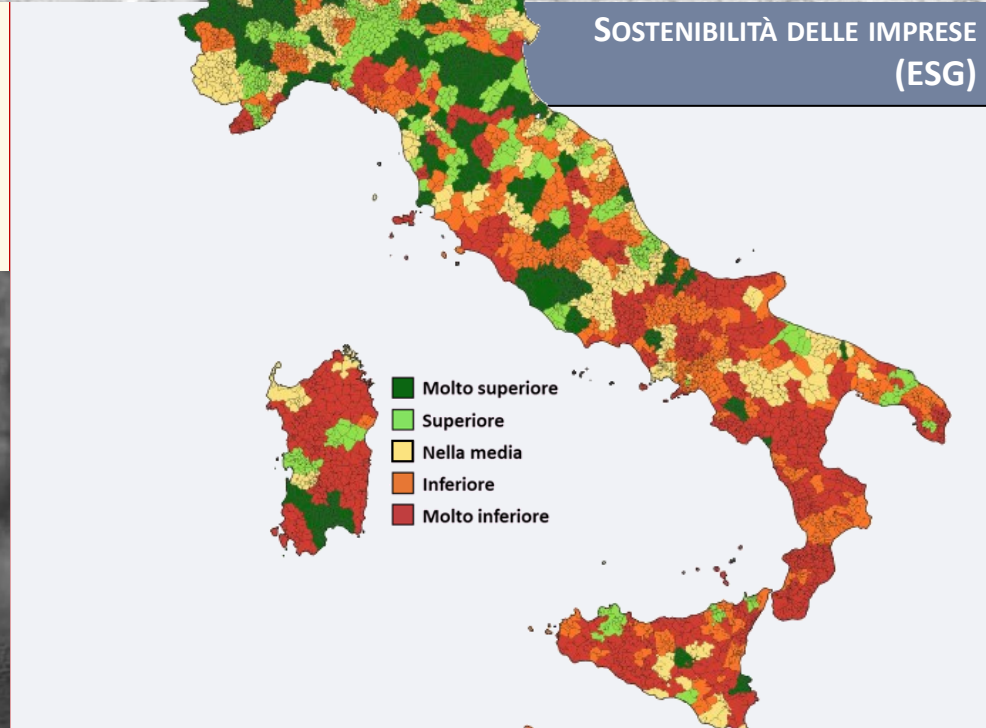 SOSTENIBILITÀ DELLE IMPRESE
(ESG)
Molto superiore
Superiore
Nella media
Inferiore
Molto inferiore